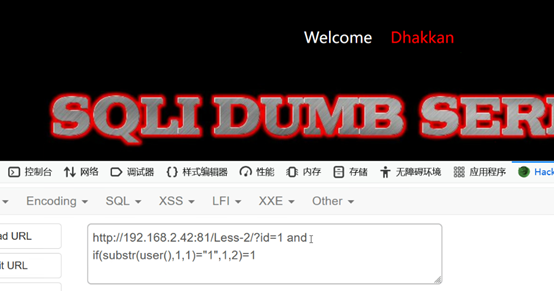 Welcome Dhakkan
SQLI DUMB SERI
控制台 网络 调试器 样式编辑器 性能 内存 存储 无障碍环境 应用程序 Hac
Encoding SQL XSS LFI XXE Other
ad URL
http://192.168.2.42:81/Less-2/?id=1 and
it URL
if(substr(user(),1,1)="1",1,2)=1